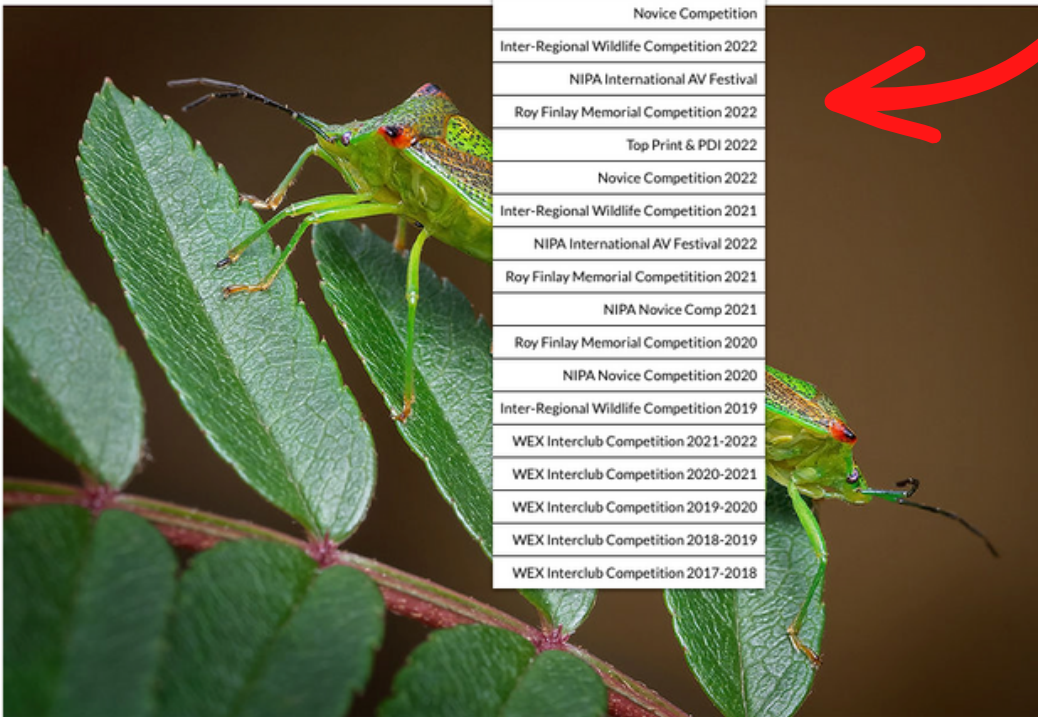 Novice Competition
Inter-Regional Wildlife Competition 2022
NIPA International AV Festival
Roy Finlay Memorial Competition 2022
Top Print & PDI 2022
Novice Competition 2022
Inter-Regional Wildlife Competition 2021
NIPA International AV Festival 2022
Roy Finlay Memorial Competitition 2021
NIPA Novice Comp 2021
Roy Finlay Memorial Competition 2020
NIPA Novice Competition 2020
Inter-Regional Wildlife Competition 2019
WEX Interclub Competition 2021-2022
WEX Interclub Competition 2020-2021
WEX Interclub Competition 2019-2020
WEX Interclub Competition 2018-2019
WEX Interclub Competition 2017-2018